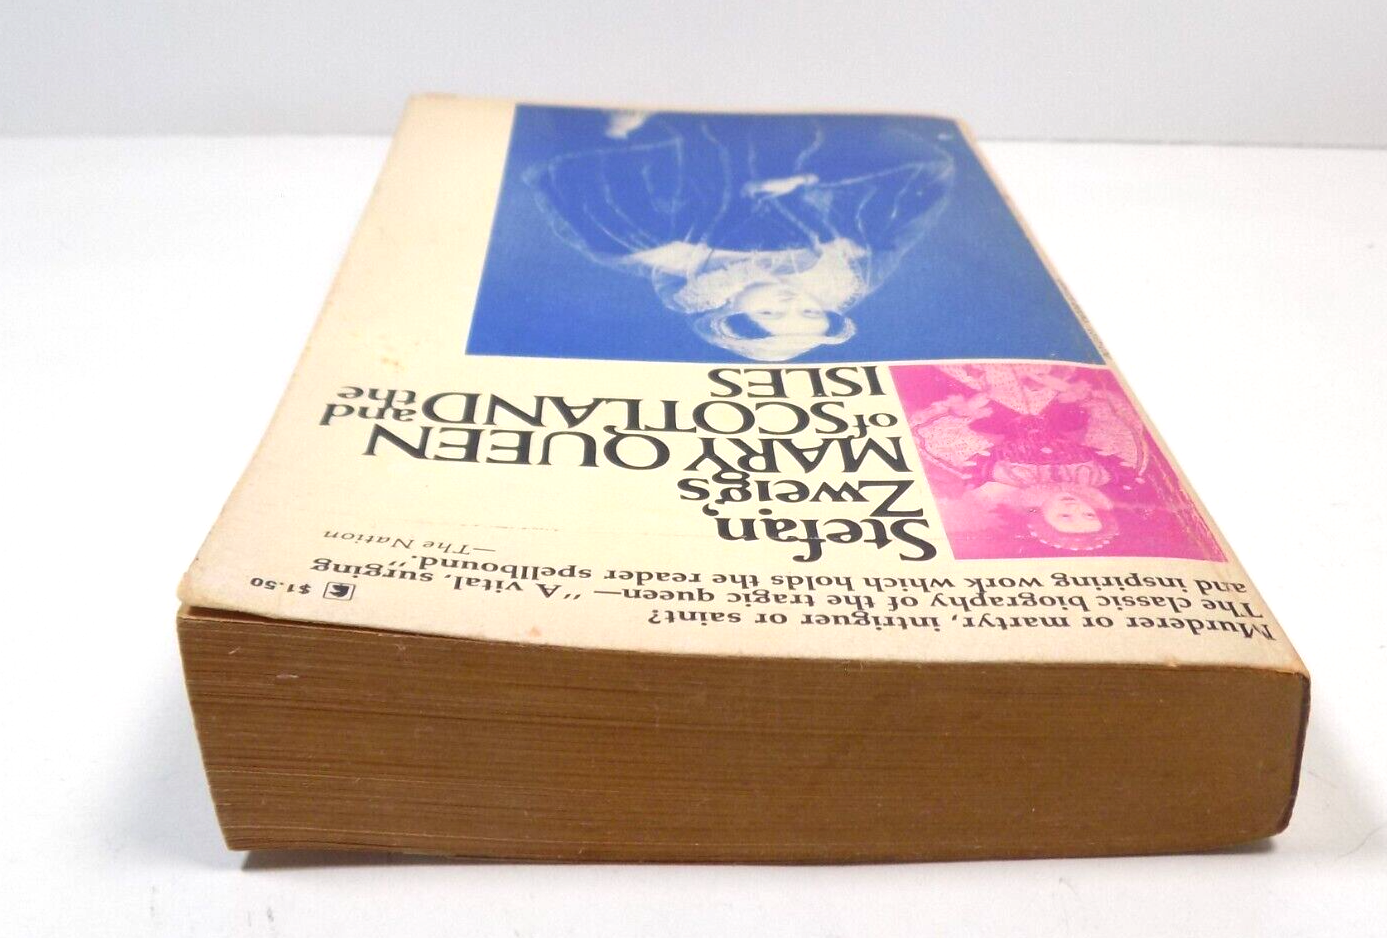 Murderer or martyr, intriguer or saint?
$1.50
The classic biography of the tragic queen—"A vital, surging
and inspiring work which holds the reader spellbound."
—The Nation
Stefan
Zweig's
MARY QUEEN
of SCOTLAND and the
ISLES